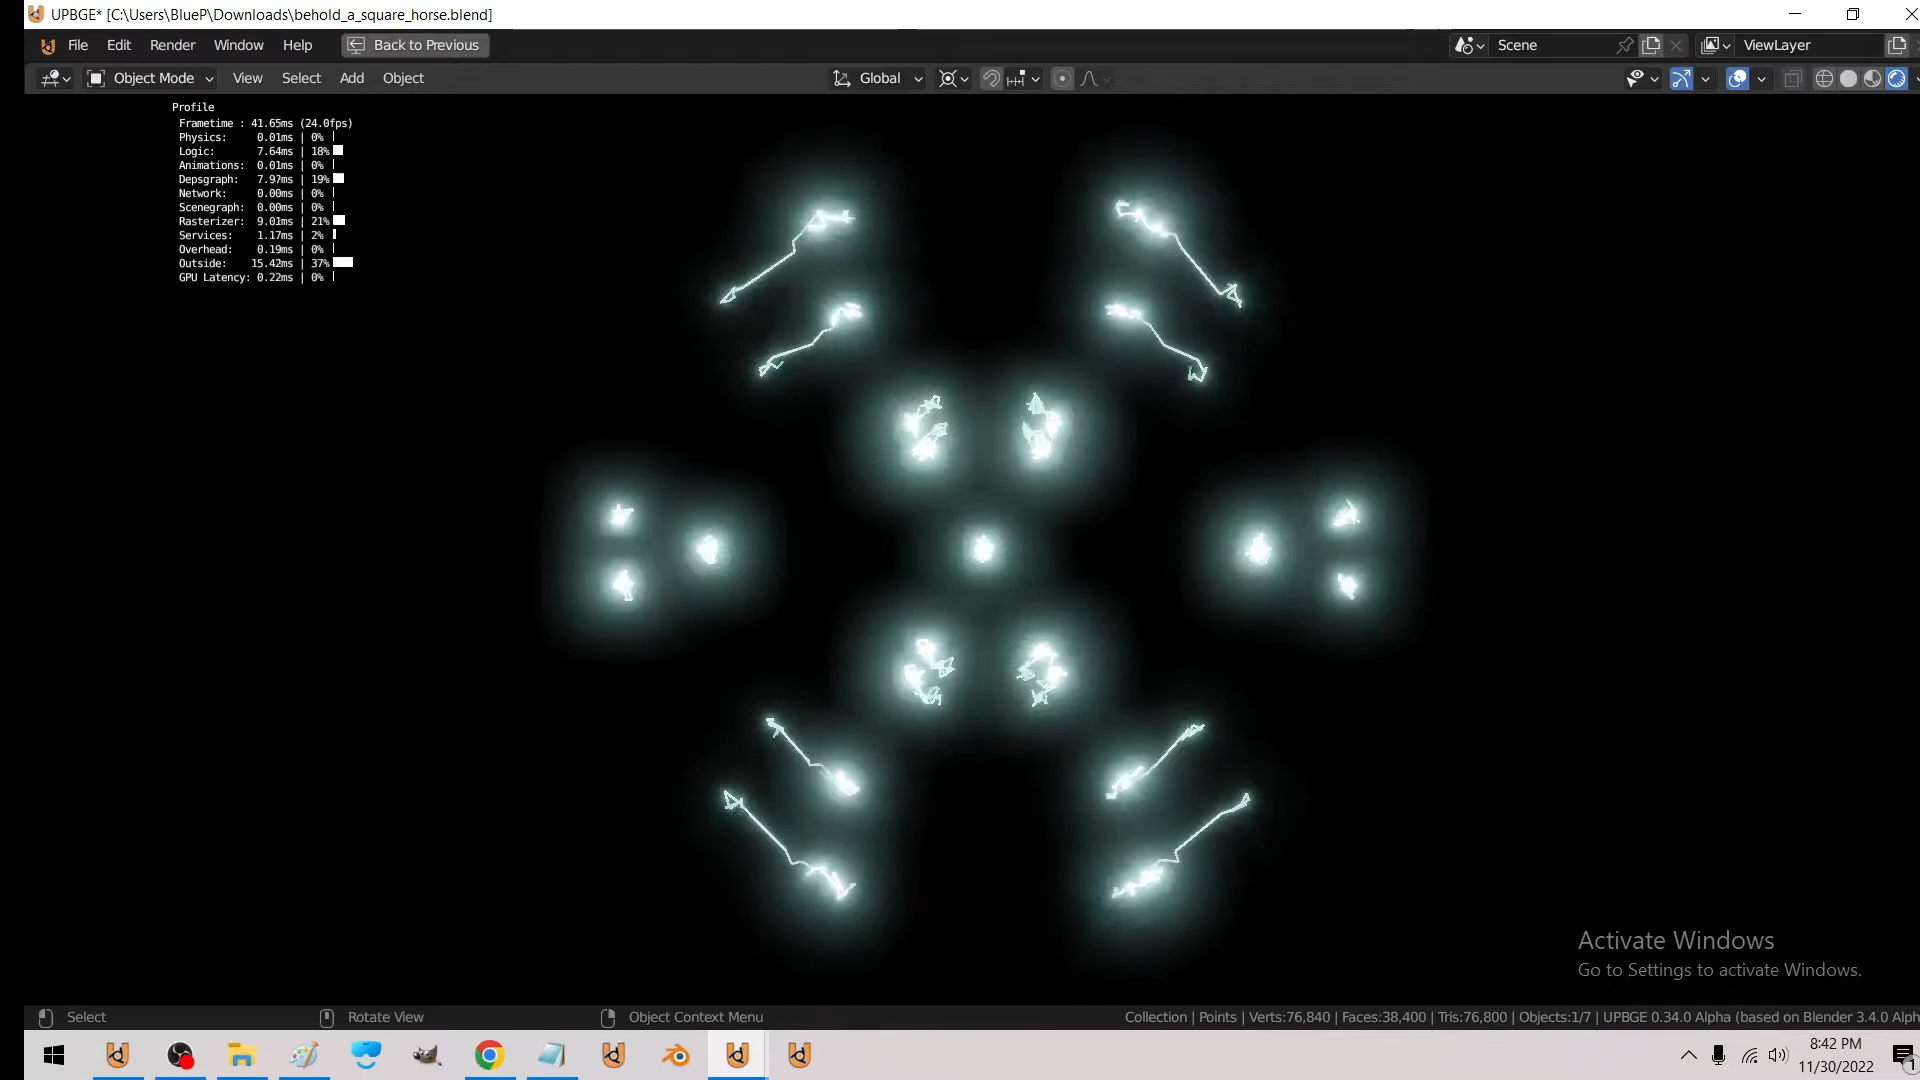 UPBGE* [C:\Users\BlueP\Downloads\behold_a_square_horse.blend]
File Edit Render Window Help Back to Previous Scene ViewLayer
Object Mode View Select Add Object Global
Profile
Frametime : 41.65ms (24.0fps)
Physics: 0.01ms | 0%
Logic: 7.64ms | 18%
Animations: 0.01ms | 0%
Depsgraph: 7.97ms | 19%
Network: 0.00ms | 0%
Scenegraph: 0.00ms | 0%
Rasterizer: 9.01ms | 21%
Services: 1.17ms | 2%
Overhead: 0.19ms | 0%
Outside: 15.42ms | 37%
GPU Latency: 0.22ms | 0%
Activate Windows
Go to Settings to activate Windows.
Select Rotate View Object Context Menu Collection | Points | Verts:76,840 | Faces:38,400 | Tris:76,800 | Objects:1/7 | UPBGE 0.34.0 Alpha (based on Blender 3.4.0 Alph
8:42 PM
11/30/2022
1